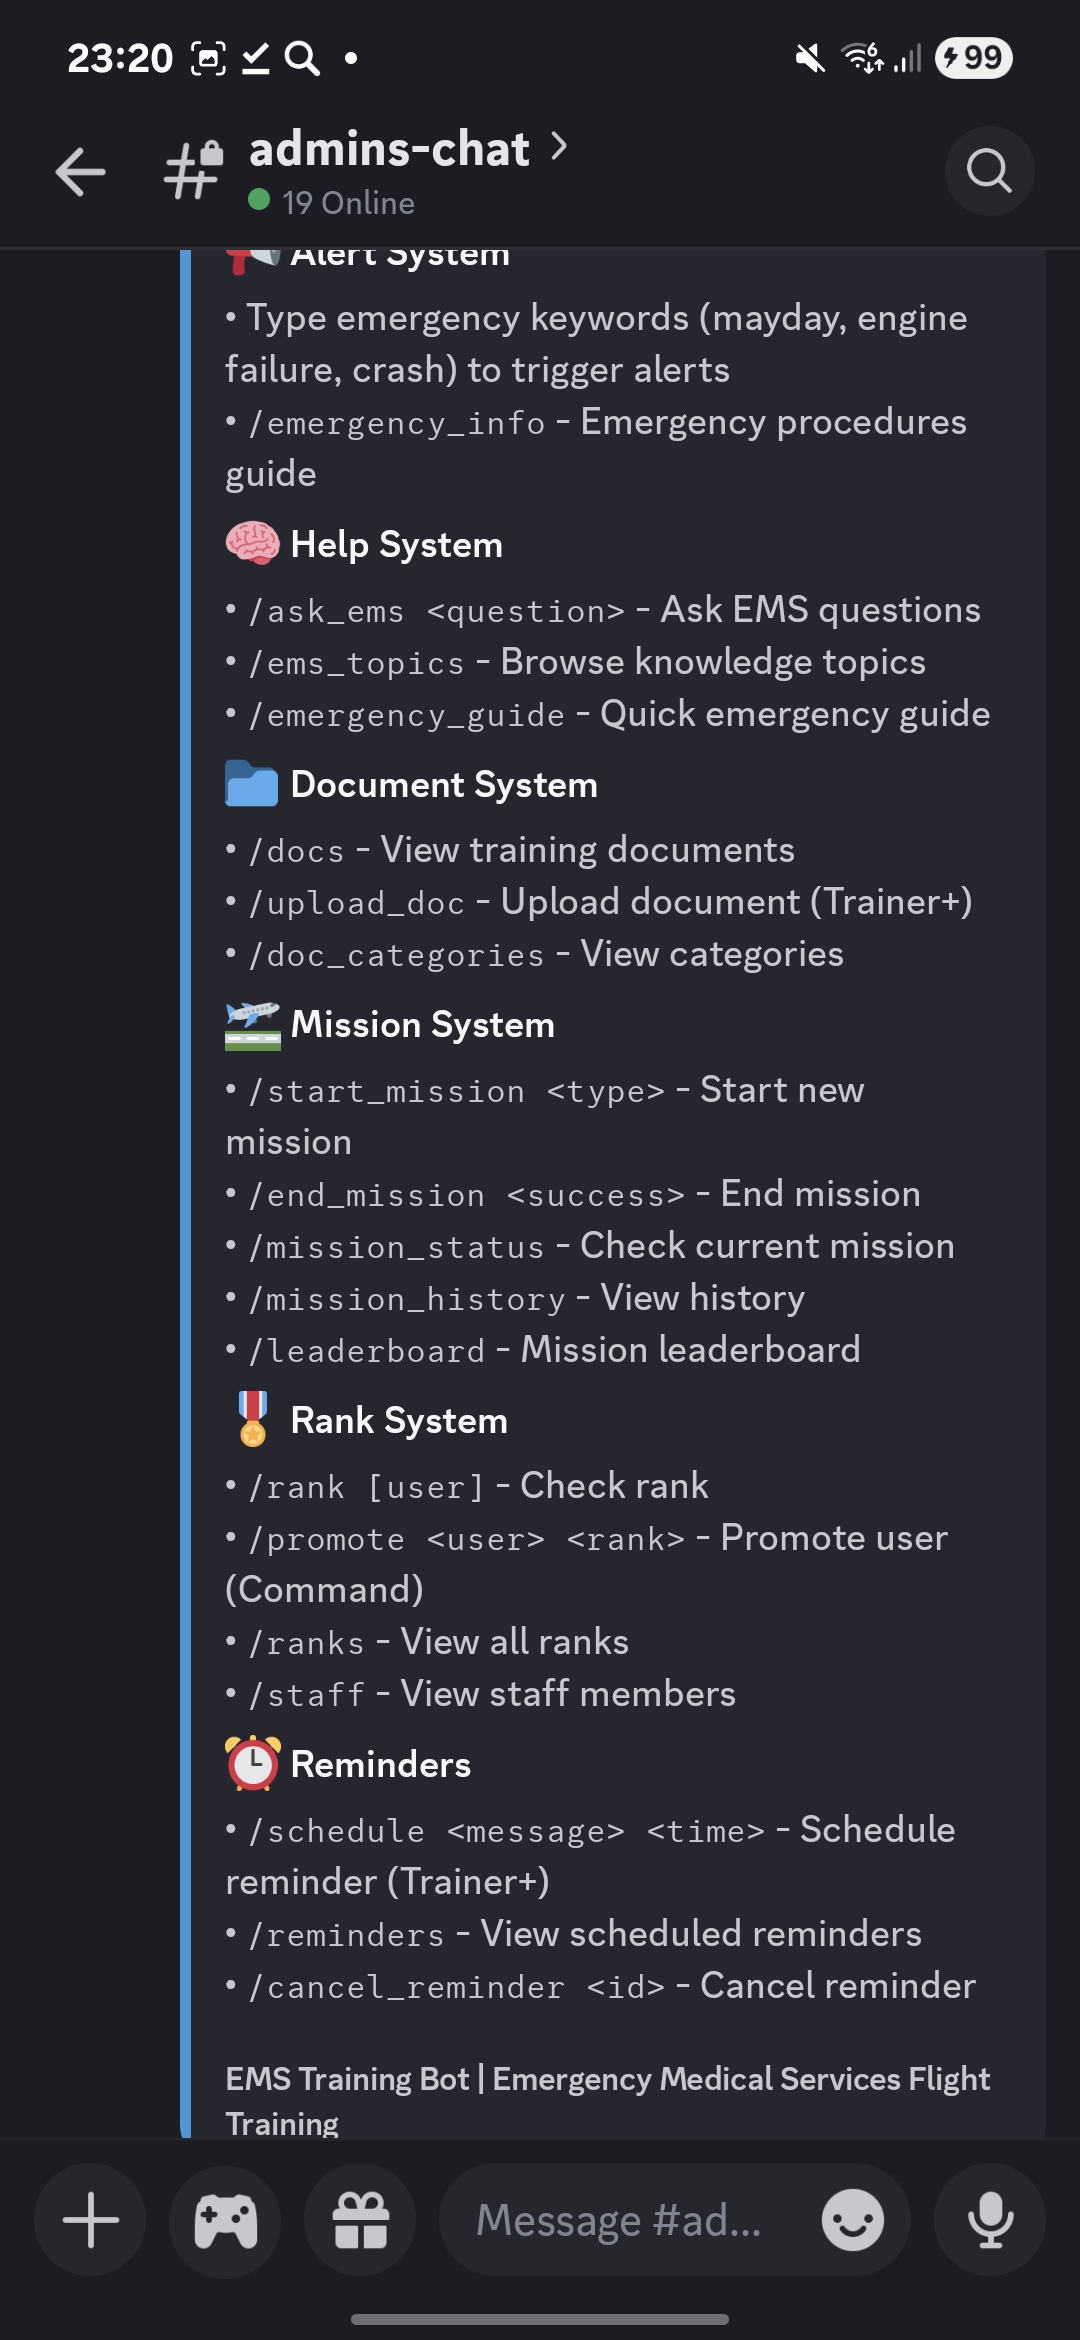 23:20
6
99
admins-chat
19 Online
Alert System
• Type emergency keywords (mayday, engine
failure, crash) to trigger alerts
• /emergency_info - Emergency procedures
guide
Help System
• /ask_ems <question> - Ask EMS questions
• /ems_topics - Browse knowledge topics
• /emergency_guide - Quick emergency guide
Document System
• /docs - View training documents
• /upload_doc - Upload document (Trainer+)
• /doc_categories - View categories
Mission System
• /start_mission <type> - Start new
mission
• /end_mission <success> - End mission
• /mission_status - Check current mission
• /mission_history - View history
• /leaderboard - Mission leaderboard
Rank System
• /rank [user] - Check rank
• /promote <user> <rank> - Promote user
(Command)
• /ranks - View all ranks
• /staff - View staff members
Reminders
• /schedule <message> <time> - Schedule
reminder (Trainer+)
• /reminders - View scheduled reminders
• /cancel_reminder <id> - Cancel reminder
EMS Training Bot | Emergency Medical Services Flight
Training
Message #ad...